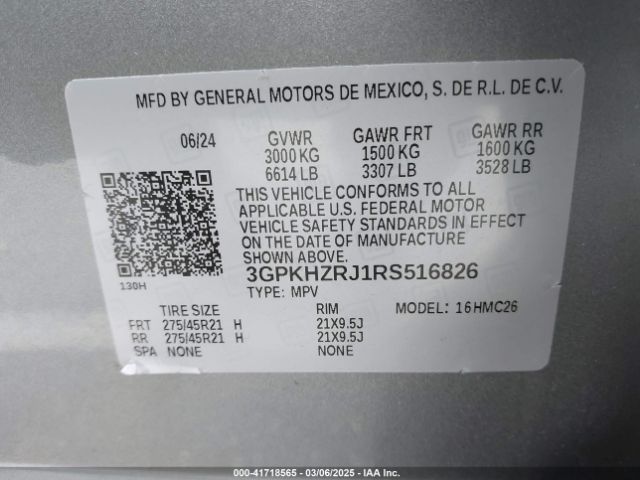 MFD BY GENERAL MOTORS DE MEXICO, S. DE R.L. DE C.V.
06/24 GVWR GAWR FRT GAWR RR
3000 KG 1500 KG 1600 KG
6614 LB 3307 LB 3528 LB
THIS VEHICLE CONFORMS TO ALL
APPLICABLE U.S. FEDERAL MOTOR
VEHICLE SAFETY STANDARDS IN EFFECT
ON THE DATE OF MANUFACTURE
SHOWN ABOVE.
3GPKHZRJ1RS516826
130H
TYPE: MPV
TIRE SIZE RIM MODEL: 16HMC26
FRT 275/45R21 H 21X9.5J
RR 275/45R21 H 21X9.5J
SPA NONE NONE
000-41718565 - 03/06/2025 - IAA Inc.